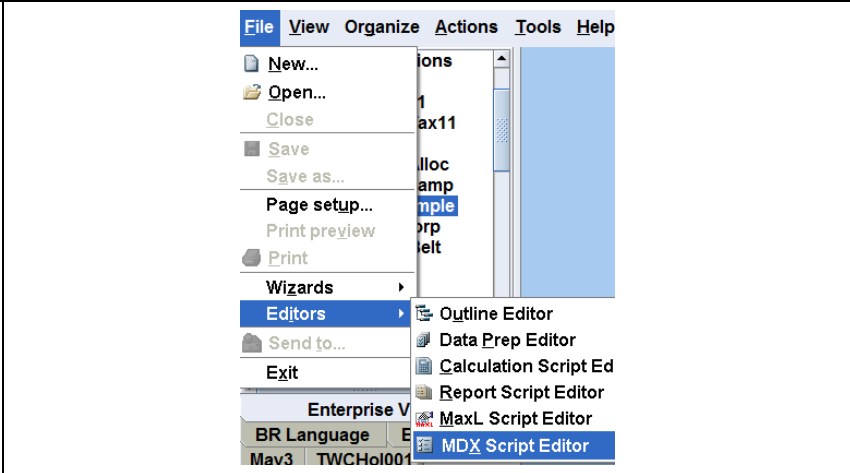 File View Organize Actions Tools Help
New...
Open...
Close
Save
Save as...
Page setup...
Print preview
Print
Wizards
Editors
Send to...
Exit
ions
1
ax11
lloc
amp
mple
orp
Belt
Outline Editor
Data Prep Editor
Calculation Script Ed
Report Script Editor
MaxL Script Editor
MDX Script Editor
Enterprise V
BR Language E
May3 TWCHol001